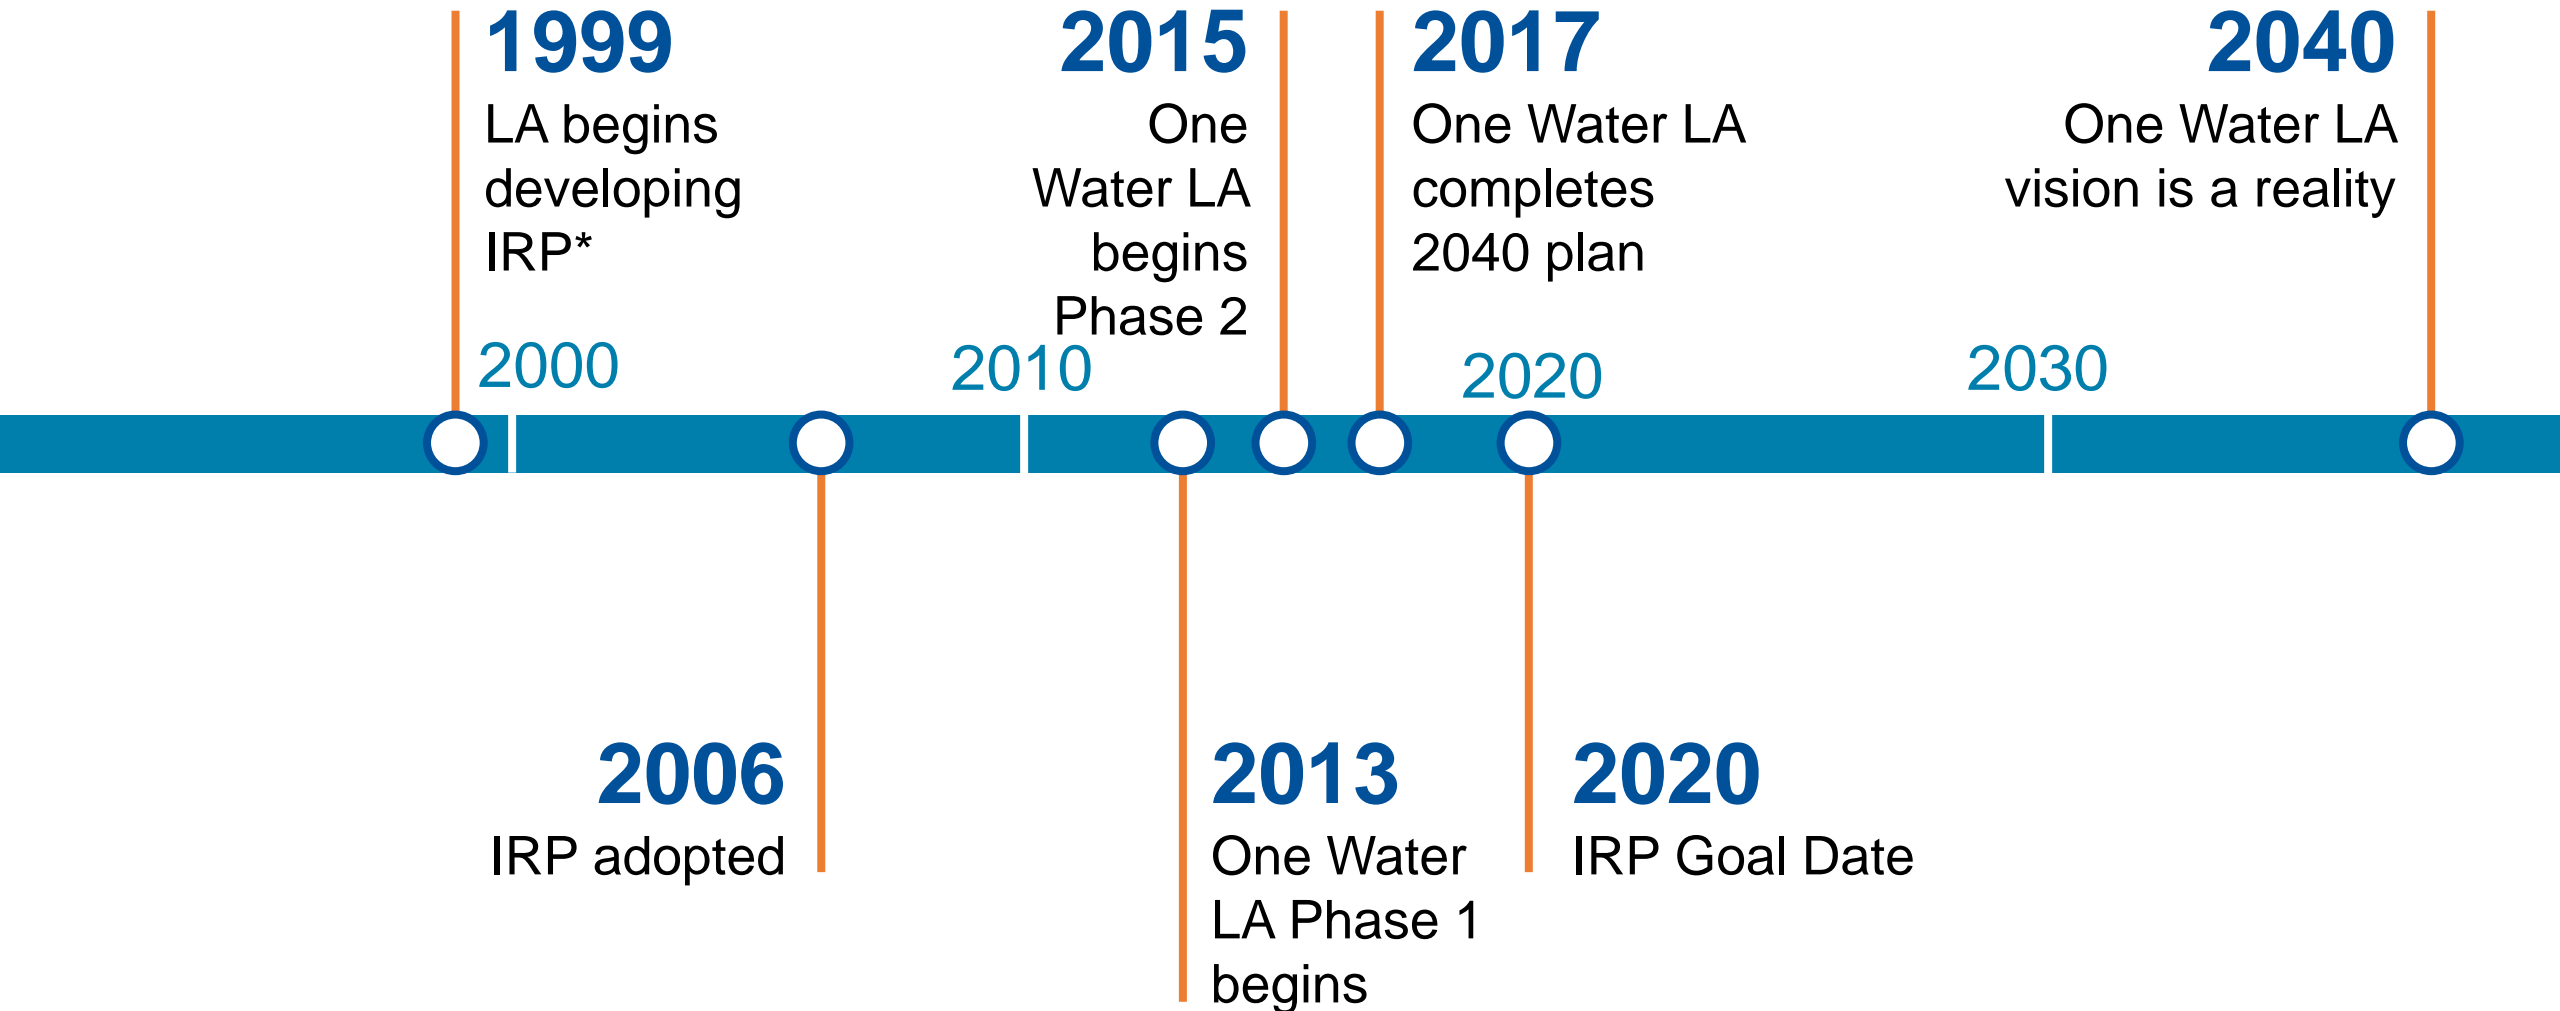 1999
LA begins
developing
IRP*
2015
One
Water LA
begins
Phase 2
2017
One Water LA
completes
2040 plan
2040
One Water LA
vision is a reality
2000
2010
2020
2030
2006
IRP adopted
2013
One Water
LA Phase 1
begins
2020
IRP Goal Date